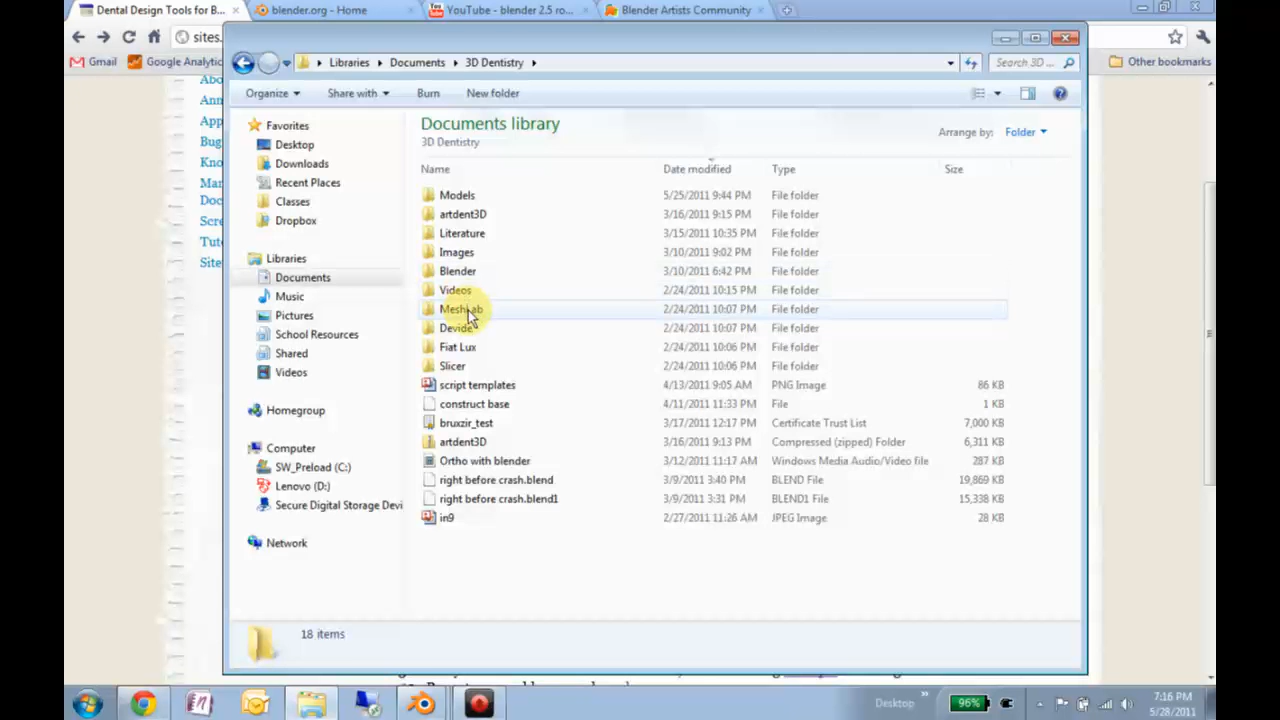 Dental Design Tools for B...
blender.org - Home
YouTube - blender 2.5 ro...
Blender Artists Community
sites.
Gmail
Google Analytic
Other bookmarks
Libraries
Documents
3D Dentistry
Search 3D ...
Organize
Share with
Burn
New folder
Documents library
3D Dentistry
Arrange by: Folder
Name
Date modified
Type
Size
Favorites
Desktop
Downloads
Recent Places
Classes
Dropbox
Libraries
Documents
Music
Pictures
School Resources
Shared
Videos
Homegroup
Computer
SW_Preload (C:)
Lenovo (D:)
Secure Digital Storage Devi
Network
Models 5/25/2011 9:44 PM File folder
artdent3D 3/16/2011 9:15 PM File folder
Literature 3/15/2011 10:35 PM File folder
Images 3/10/2011 9:02 PM File folder
Blender 3/10/2011 6:42 PM File folder
Videos 2/24/2011 10:15 PM File folder
MeshLab 2/24/2011 10:07 PM File folder
Devide 2/24/2011 10:07 PM File folder
Fiat Lux 2/24/2011 10:06 PM File folder
Slicer 2/24/2011 10:06 PM File folder
script templates 4/13/2011 9:05 AM PNG Image 86 KB
construct base 4/11/2011 11:33 PM File 1 KB
bruxzir_test 3/17/2011 12:17 PM Certificate Trust List 7,000 KB
artdent3D 3/16/2011 9:13 PM Compressed (zipped) Folder 6,311 KB
Ortho with blender 3/12/2011 11:17 AM Windows Media Audio/Video file 287 KB
right before crash.blend 3/9/2011 3:40 PM BLEND File 19,869 KB
right before crash.blend1 3/9/2011 3:31 PM BLEND1 File 15,338 KB
in9 2/27/2011 11:26 AM JPEG Image 28 KB
18 items
Abo
Ann
App
Bug
Kno
Mar
Doc
Scre
Tuto
Site
Desktop
96%
7:16 PM
5/28/2011